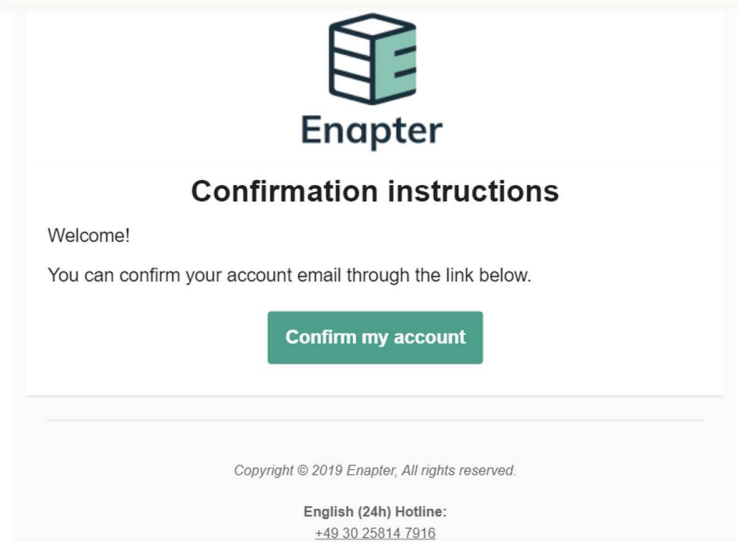 Enapter
Confirmation instructions
Welcome!
You can confirm your account email through the link below.
Confirm my account
Copyright © 2019 Enapter, All rights reserved.
English (24h) Hotline:
+49 30 25814 7916